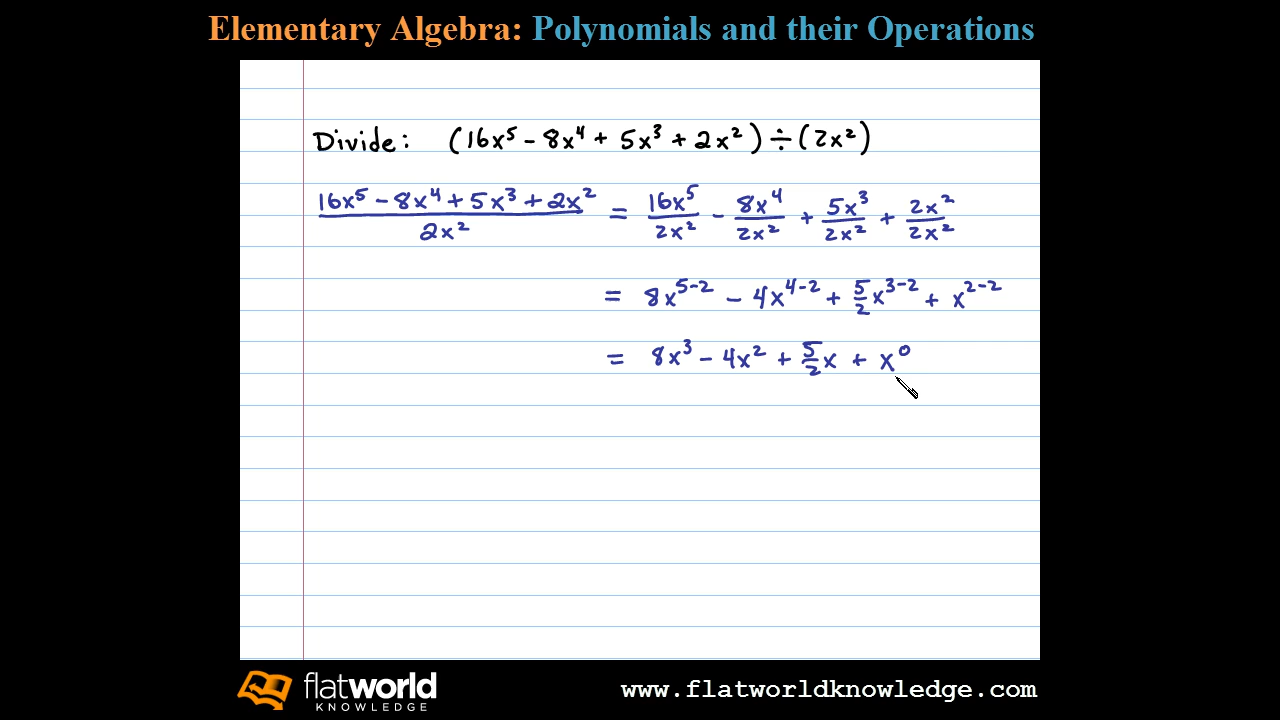 Elementary Algebra: Polynomials and their Operations
Divide: (16x⁵ - 8x⁴ + 5x³ + 2x²) ÷ (2x²)
(16x⁵ - 8x⁴ + 5x³ + 2x²)/(2x²) = 16x⁵/2x² - 8x⁴/2x² + 5x³/2x² + 2x²/2x²
= 8x⁵⁻² - 4x⁴⁻² + 5/2 x³⁻² + x²⁻²
= 8x³ - 4x² + 5/2 x + x⁰
flatworld
KNOWLEDGE
www.flatworldknowledge.com